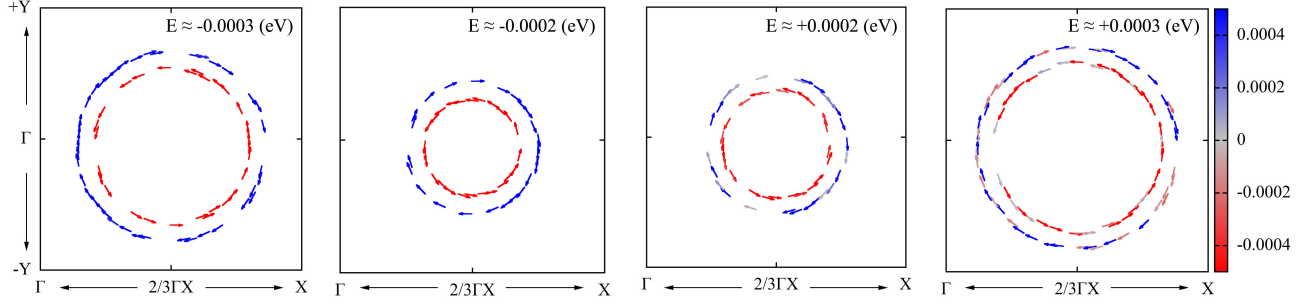 +Y
Γ
-Y
E ≈ -0.0003 (eV)
Γ 2/3ΓX X
E ≈ -0.0002 (eV)
Γ 2/3ΓX X
E ≈ +0.0002 (eV)
Γ 2/3ΓX X
E ≈ +0.0003 (eV)
Γ 2/3ΓX X
0.0004
0.0002
0
-0.0002
-0.0004